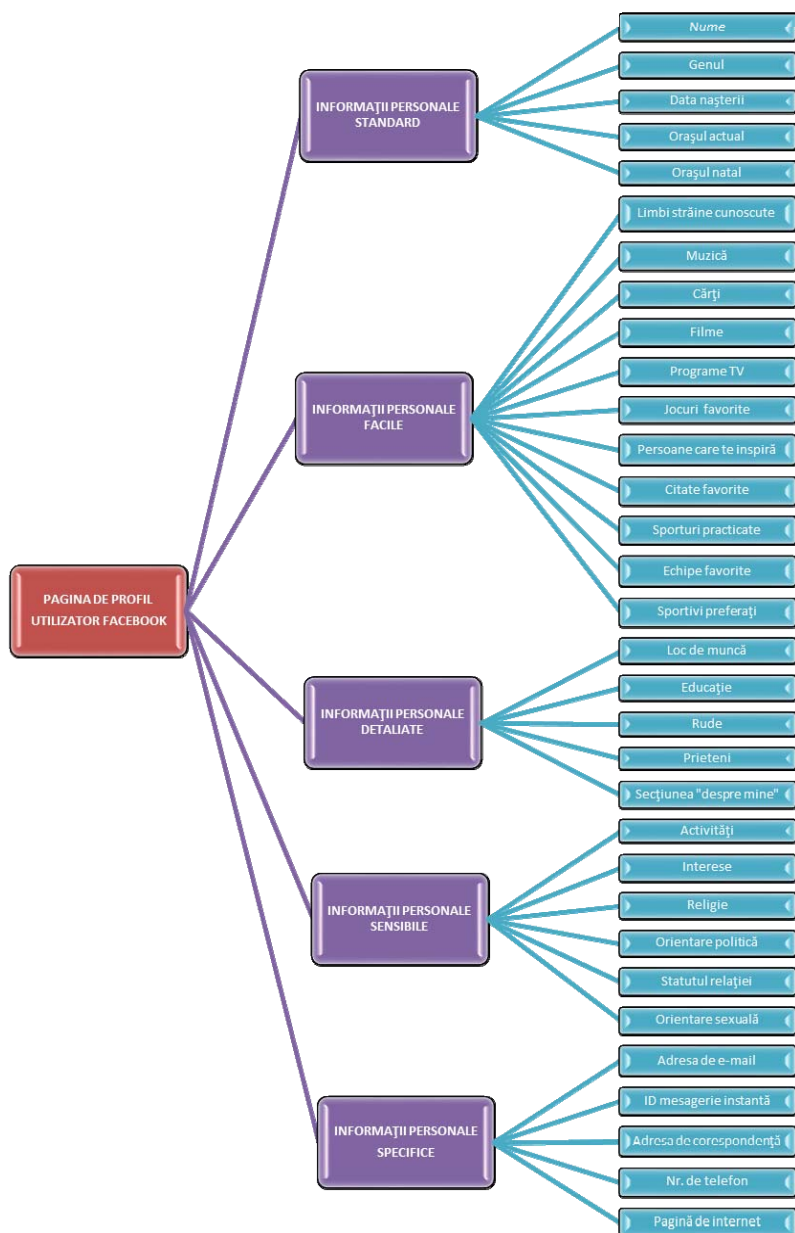 PAGINA DE PROFIL
UTILIZATOR FACEBOOK
INFORMAŢII PERSONALE
STANDARD
Nume
Genul
Data naşterii
Oraşul actual
Oraşul natal
INFORMAŢII PERSONALE
FACILE
Limbi străine cunoscute
Muzică
Cărţi
Filme
Programe TV
Jocuri favorite
Persoane care te inspiră
Citate favorite
Sporturi practicate
Echipe favorite
Sportivi preferaţi
INFORMAŢII PERSONALE
DETALIATE
Loc de muncă
Educaţie
Rude
Prieteni
Secţiunea "despre mine"
INFORMAŢII PERSONALE
SENSIBILE
Activităţi
Interese
Religie
Orientare politică
Statutul relaţiei
Orientare sexuală
INFORMAŢII PERSONALE
SPECIFICE
Adresa de e-mail
ID mesagerie instantă
Adresa de corespondenţă
Nr. de telefon
Pagină de internet